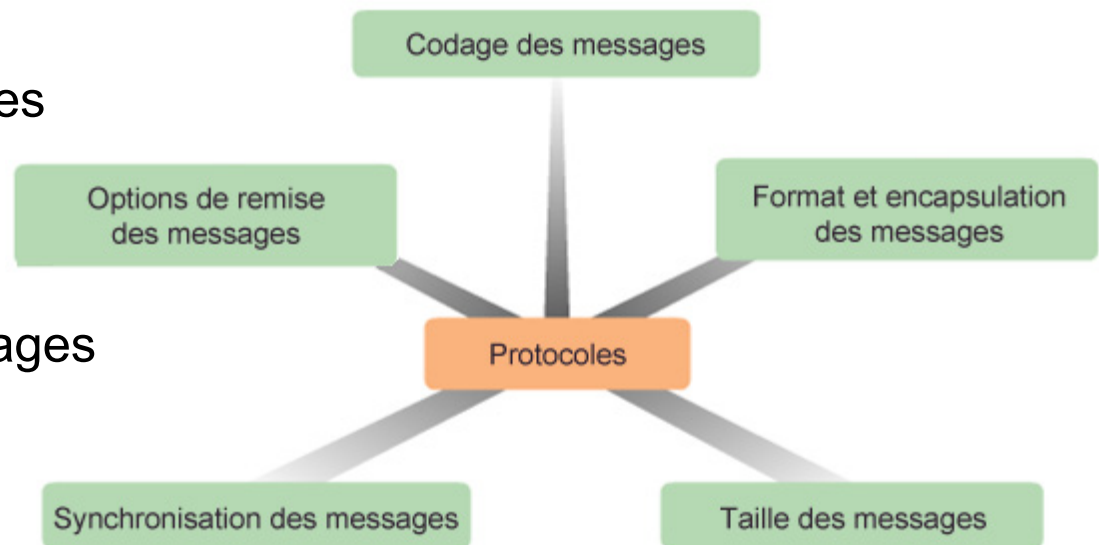 Codage des messages
es
Options de remise
des messages
Format et encapsulation
des messages
ages
Protocoles
Synchronisation des messages
Taille des messages